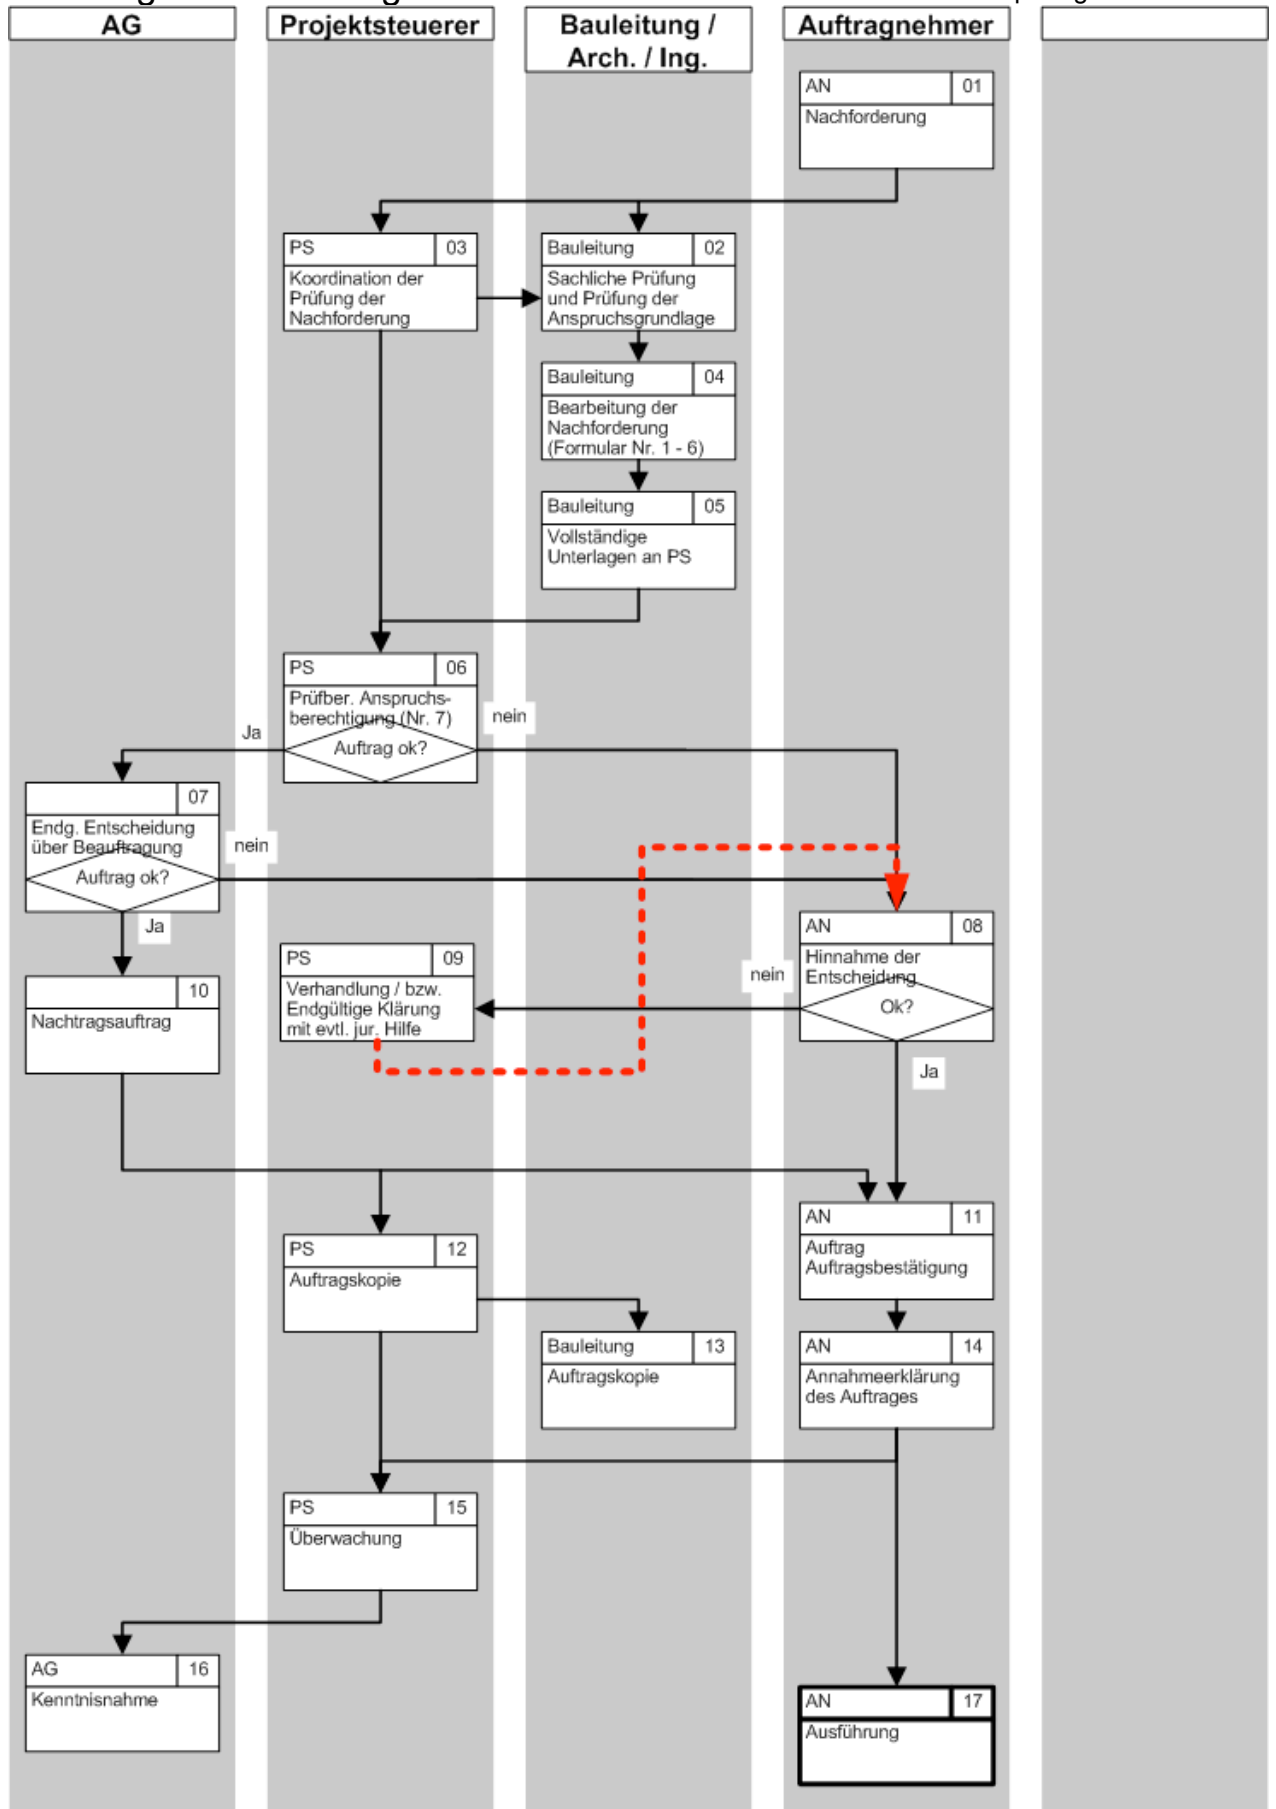 AG
Projektsteuerer
Bauleitung /
Arch. / Ing.
Auftragnehmer
AN 01
Nachforderung
PS 03
Koordination der
Prüfung der
Nachforderung
Bauleitung 02
Sachliche Prüfung
und Prüfung der
Anspruchsgrundlage
Bauleitung 04
Bearbeitung der
Nachforderung
(Formular Nr. 1 - 6)
Bauleitung 05
Vollständige
Unterlagen an PS
PS 06
Prüfber. Anspruchs-
berechtigung (Nr. 7)
Auftrag ok?
Ja
nein
07
Endg. Entscheidung
über Beauftragung
Auftrag ok?
nein
Ja
AN 08
Hinnahme der
Entscheidung
Ok?
nein
Ja
PS 09
Verhandlung / bzw.
Endgültige Klärung
mit evtl. jur. Hilfe
10
Nachtragsauftrag
AN 11
Auftrag
Auftragsbestätigung
PS 12
Auftragskopie
Bauleitung 13
Auftragskopie
AN 14
Annahmeerklärung
des Auftrages
PS 15
Überwachung
AG 16
Kenntnisnahme
AN 17
Ausführung